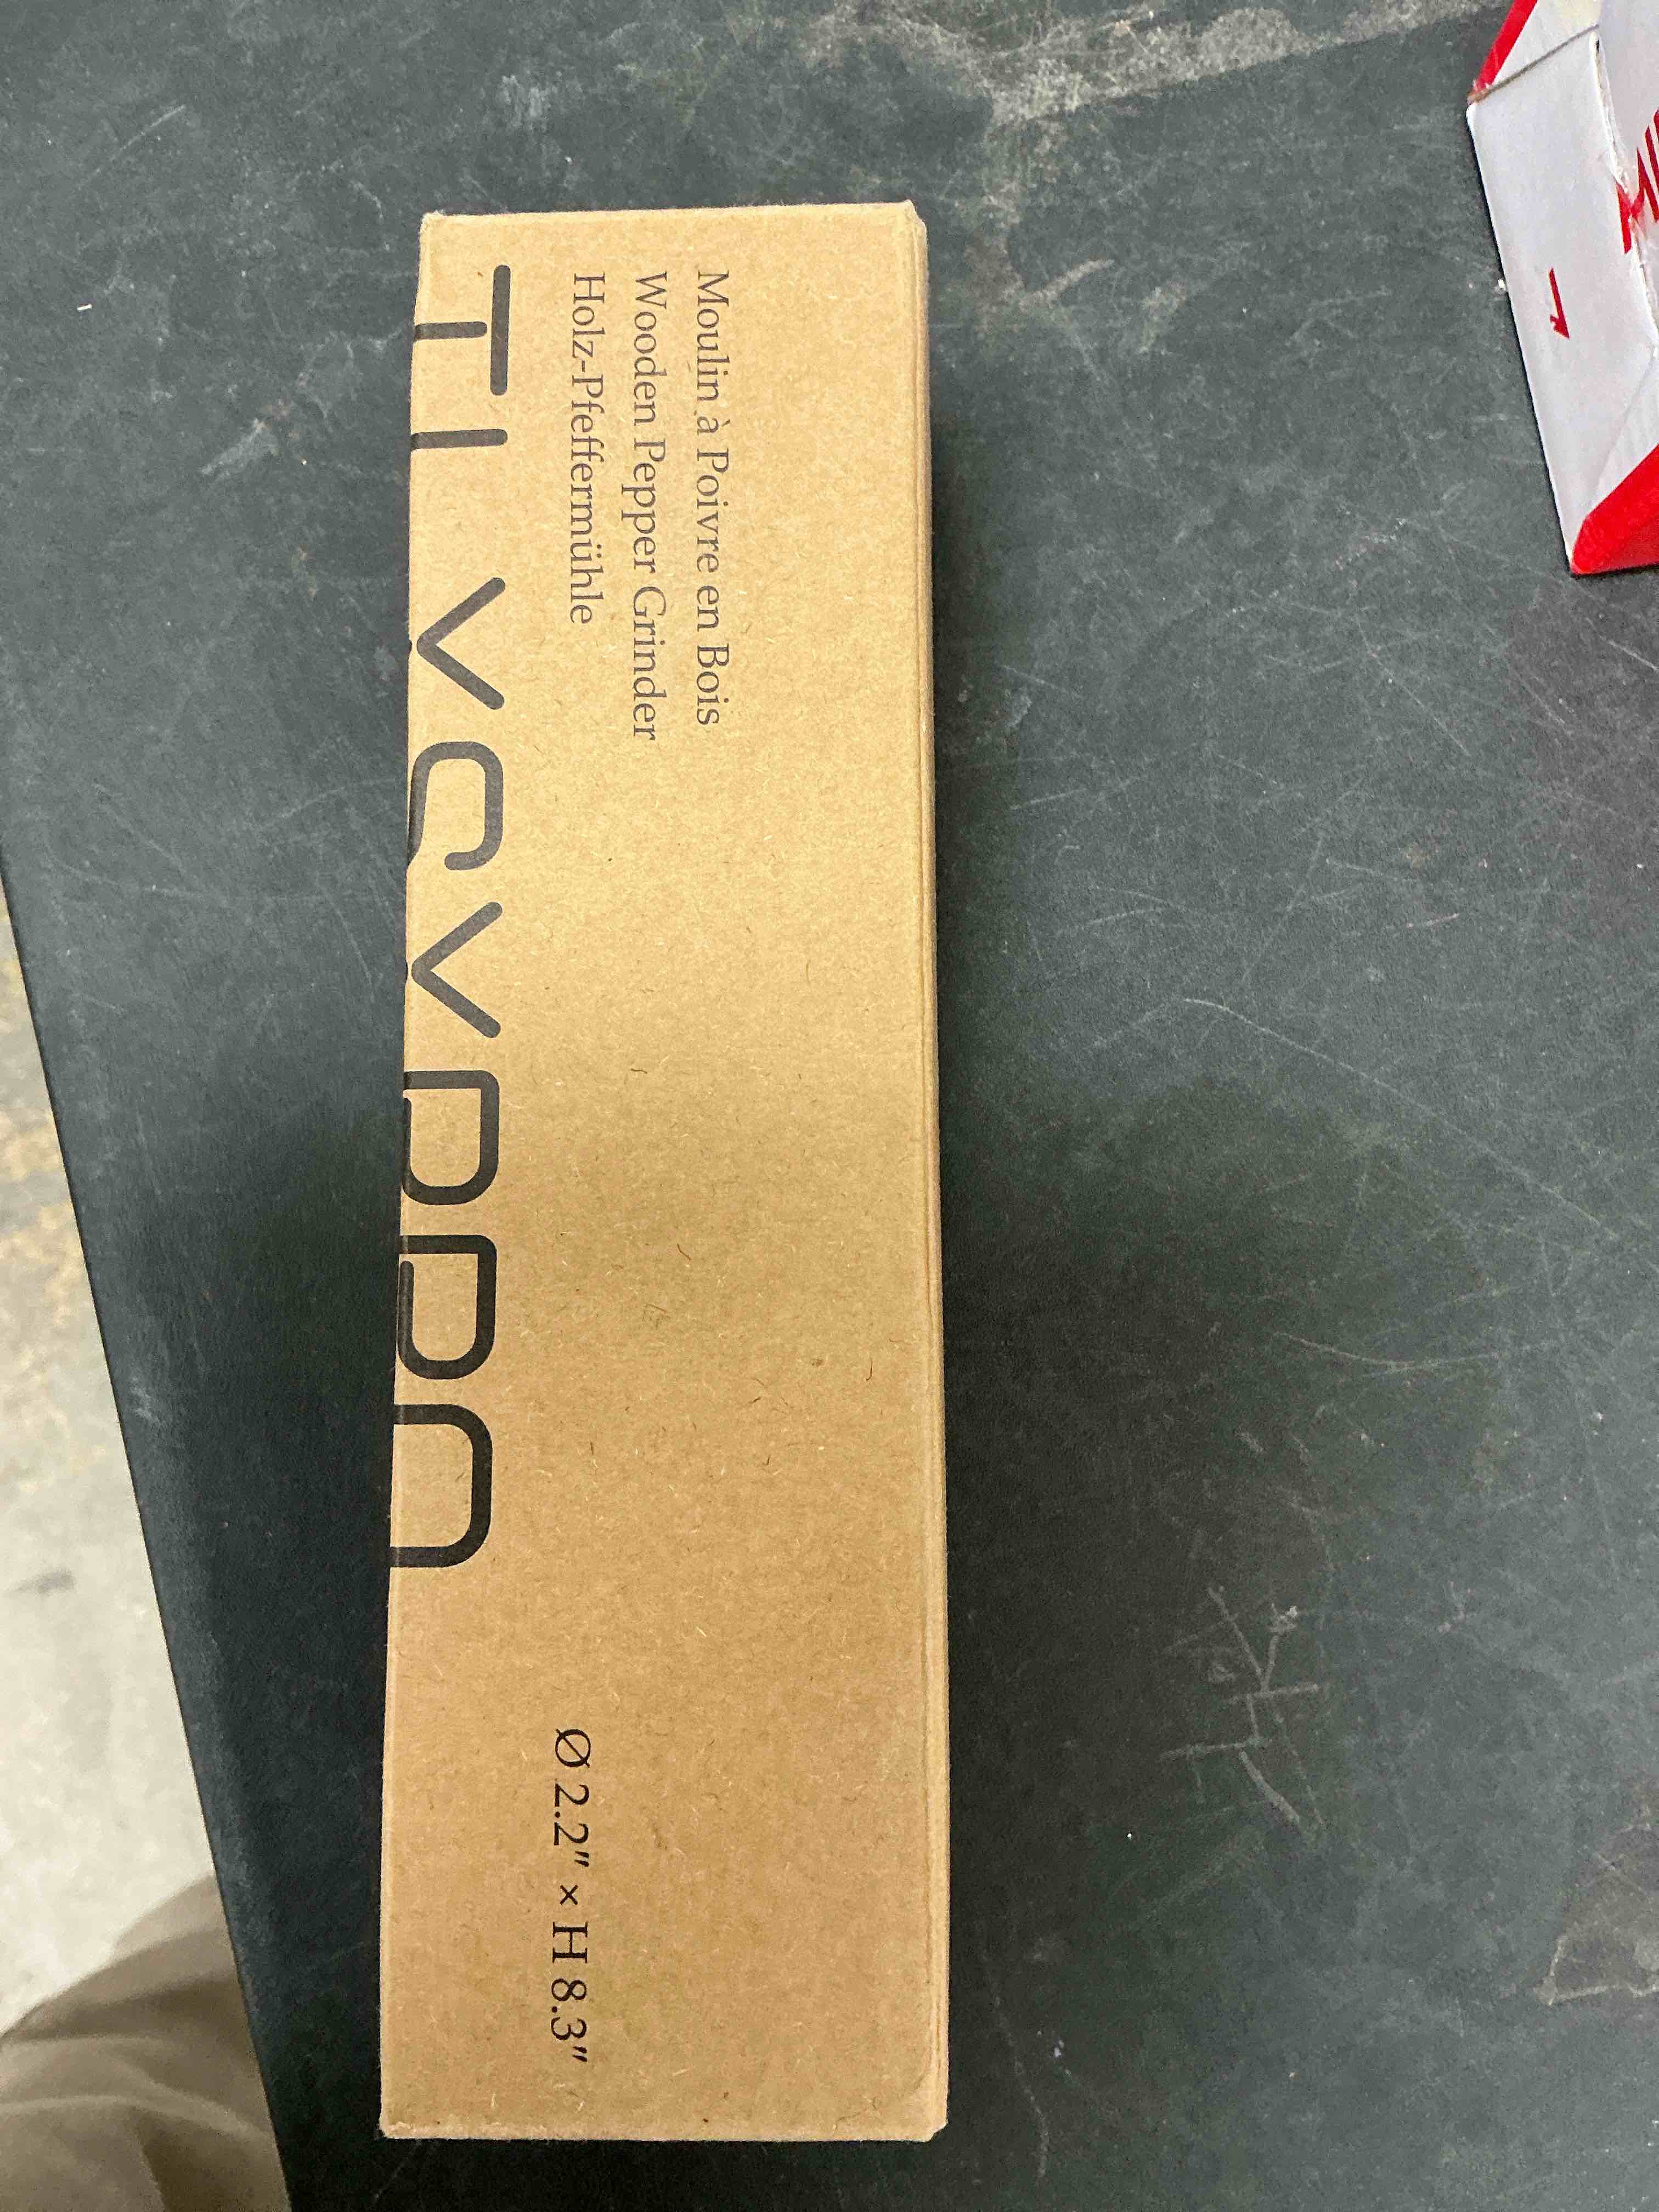 Moulin à Poivre en Bois
Wooden Pepper Grinder
Holz-Pfeffermühle
Ø 2.2" × H 8.3"